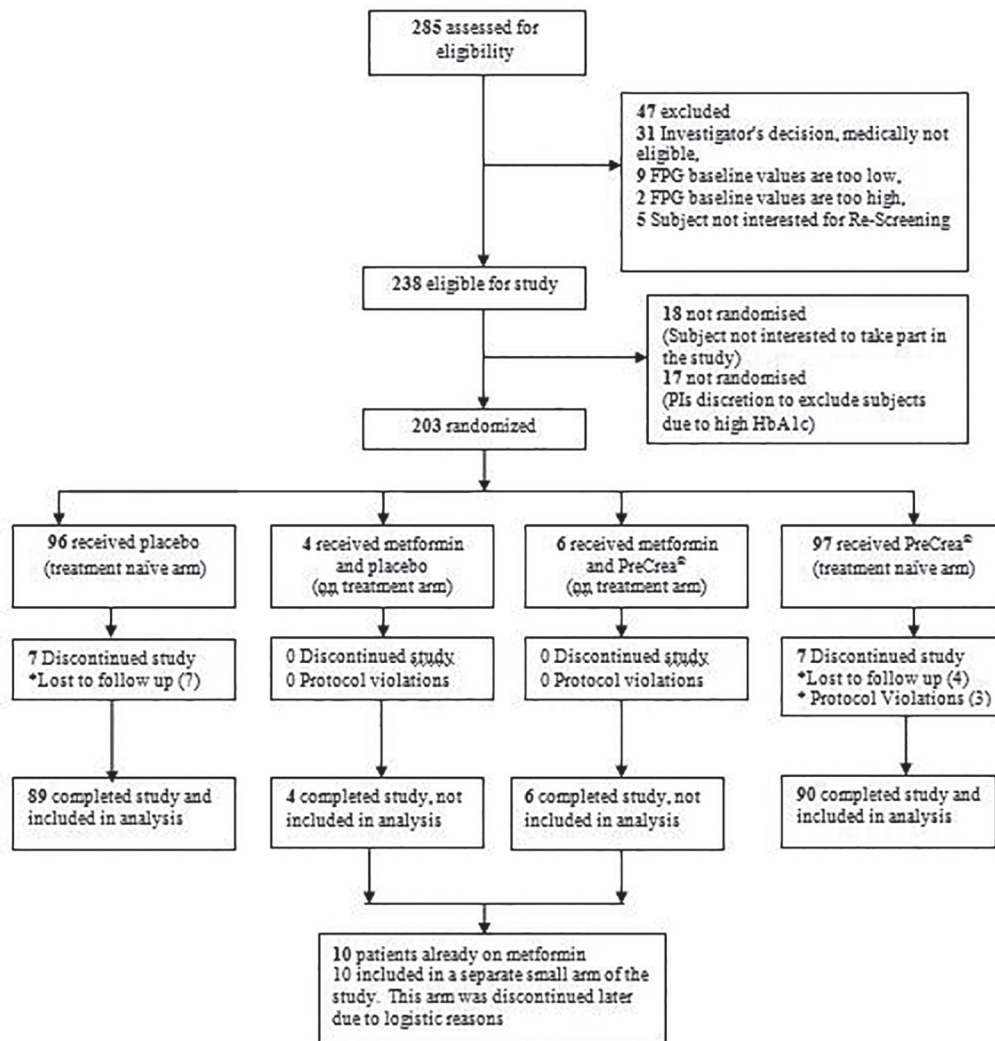 285 assessed for
eligibility
47 excluded
31 Investigator's decision, medically not
eligible,
9 FPG baseline values are too low,
2 FPG baseline values are too high,
5 Subject not interested for Re-Screening
238 eligible for study
18 not randomised
(Subject not interested to take part in
the study)
17 not randomised
(PIs discretion to exclude subjects
due to high HbA1c)
203 randomized
96 received placebo
(treatment naïve arm)
4 received metformin
and placebo
(on treatment arm)
6 received metformin
and PreCrea®
(on treatment arm)
97 received PreCrea®
(treatment naïve arm)
7 Discontinued study
*Lost to follow up (7)
0 Discontinued study
0 Protocol violations
0 Discontinued study
0 Protocol violations
7 Discontinued study
*Lost to follow up (4)
* Protocol Violations (3)
89 completed study and
included in analysis
4 completed study, not
included in analysis
6 completed study, not
included in analysis
90 completed study and
included in analysis
10 patients already on metformin
10 included in a separate small arm of the
study. This arm was discontinued later
due to logistic reasons